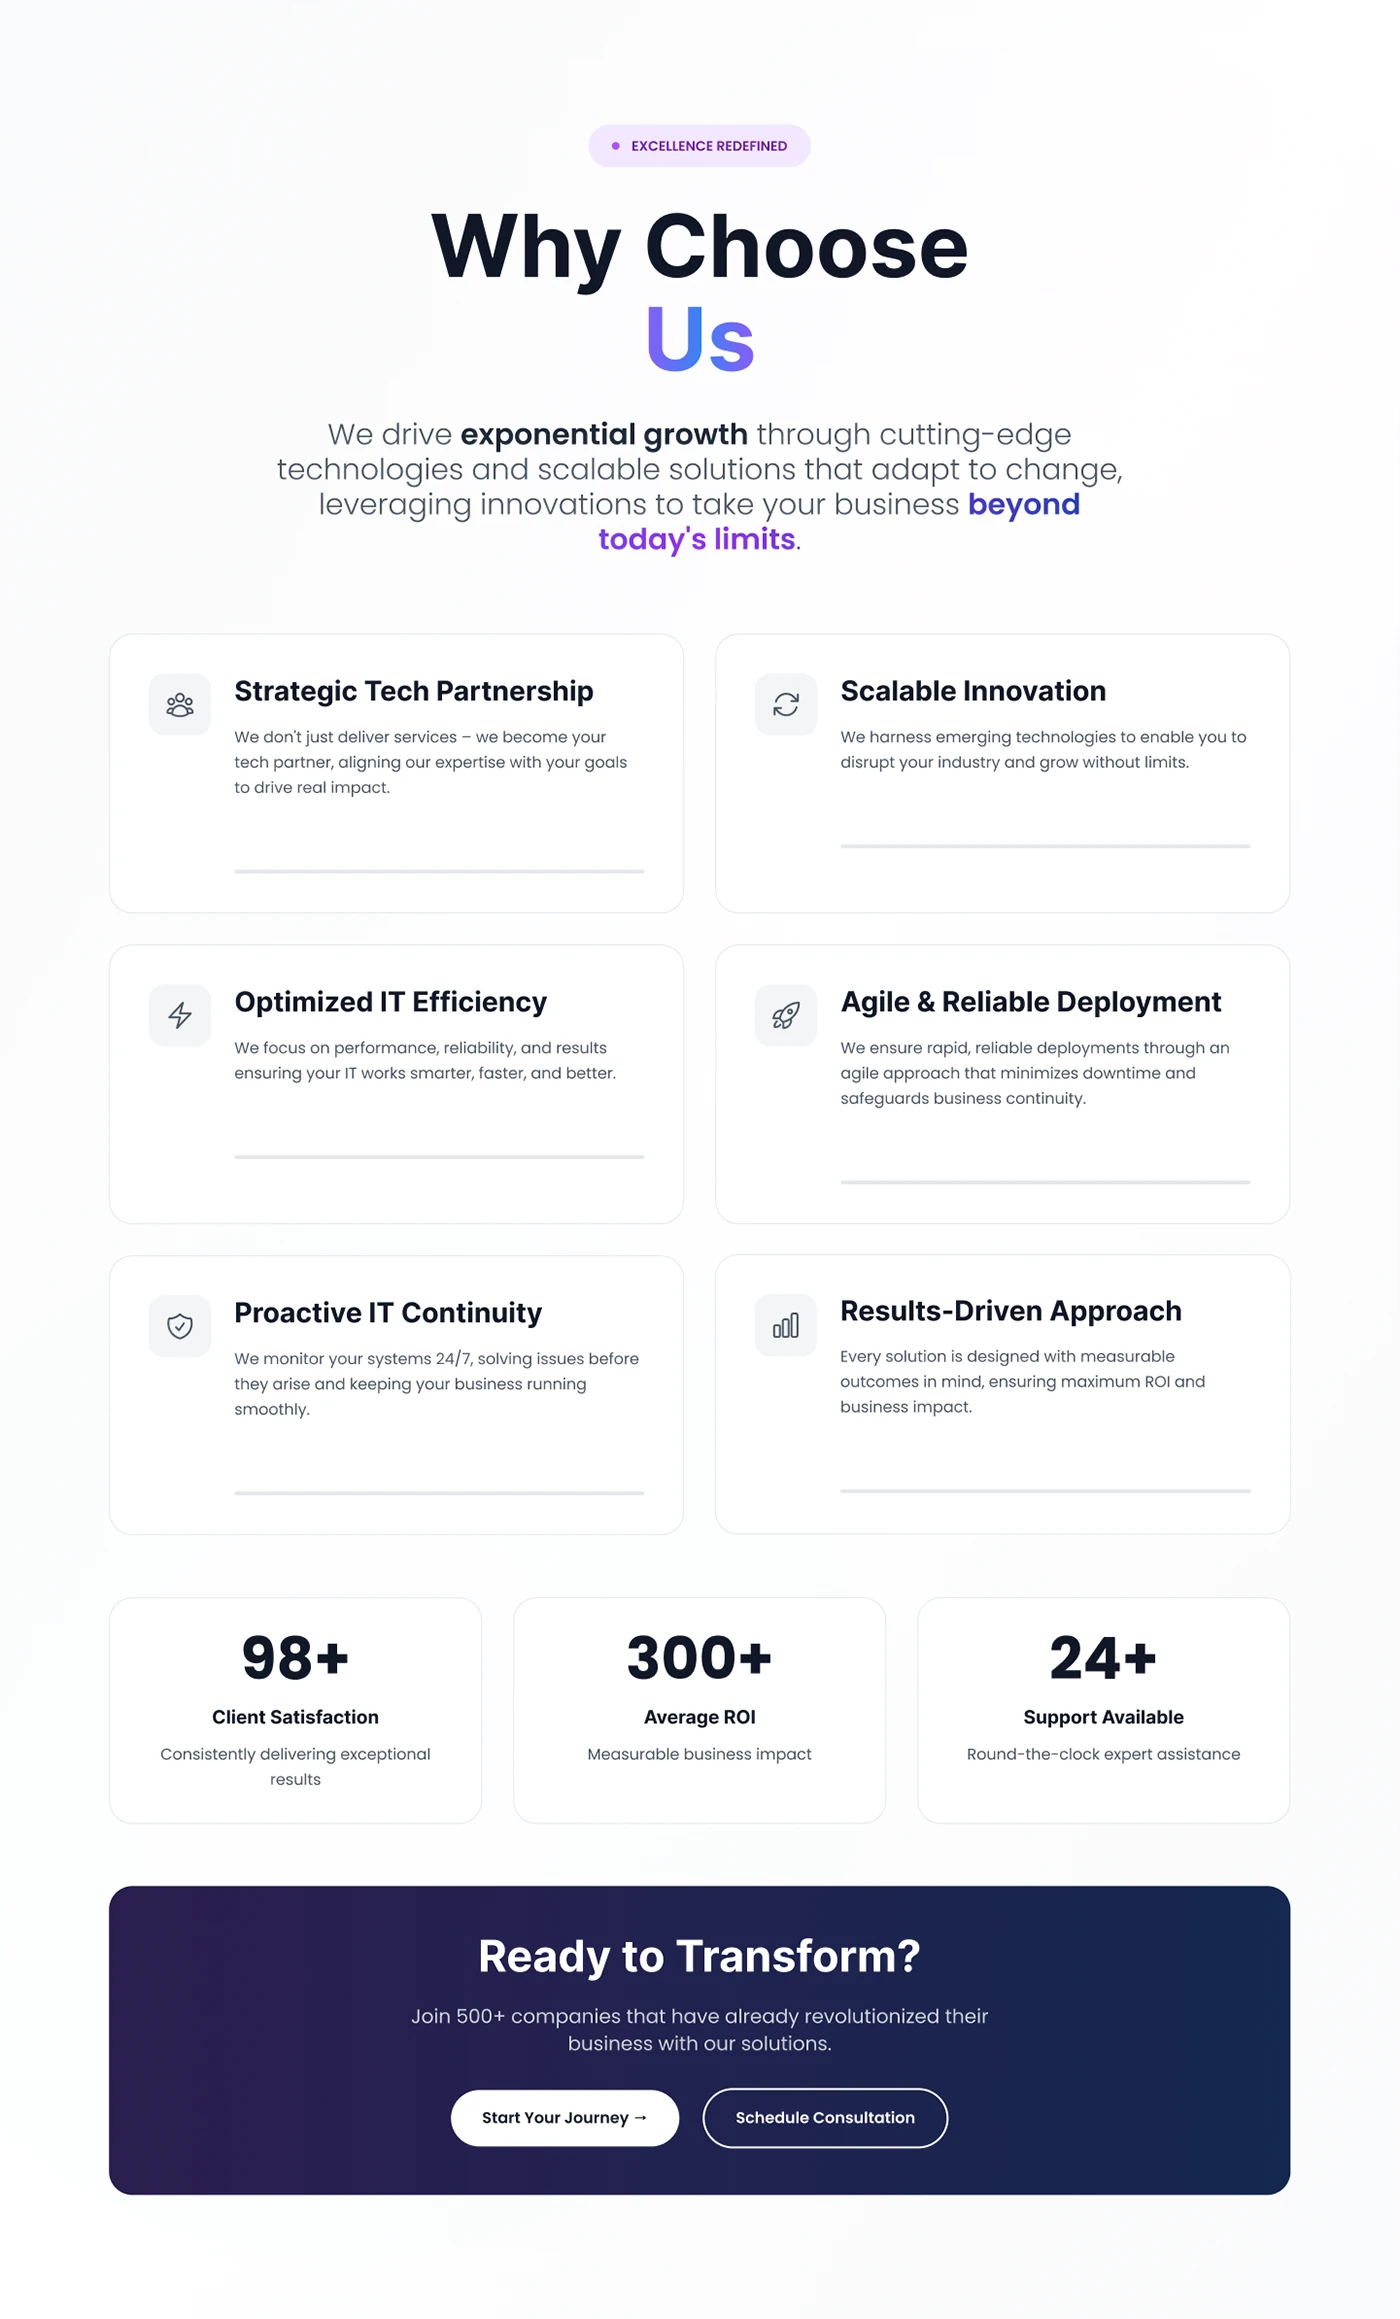 EXCELLENCE REDEFINED
Why Choose
Us
We drive exponential growth through cutting-edge
technologies and scalable solutions that adapt to change,
leveraging innovations to take your business beyond
today's limits.
Strategic Tech Partnership
We don't just deliver services – we become your
tech partner, aligning our expertise with your goals
to drive real impact.
Scalable Innovation
We harness emerging technologies to enable you to
disrupt your industry and grow without limits.
Optimized IT Efficiency
We focus on performance, reliability, and results
ensuring your IT works smarter, faster, and better.
Agile & Reliable Deployment
We ensure rapid, reliable deployments through an
agile approach that minimizes downtime and
safeguards business continuity.
Proactive IT Continuity
We monitor your systems 24/7, solving issues before
they arise and keeping your business running
smoothly.
Results-Driven Approach
Every solution is designed with measurable
outcomes in mind, ensuring maximum ROI and
business impact.
98+
Client Satisfaction
Consistently delivering exceptional
results
300+
Average ROI
Measurable business impact
24+
Support Available
Round-the-clock expert assistance
Ready to Transform?
Join 500+ companies that have already revolutionized their
business with our solutions.
Start Your Journey →
Schedule Consultation